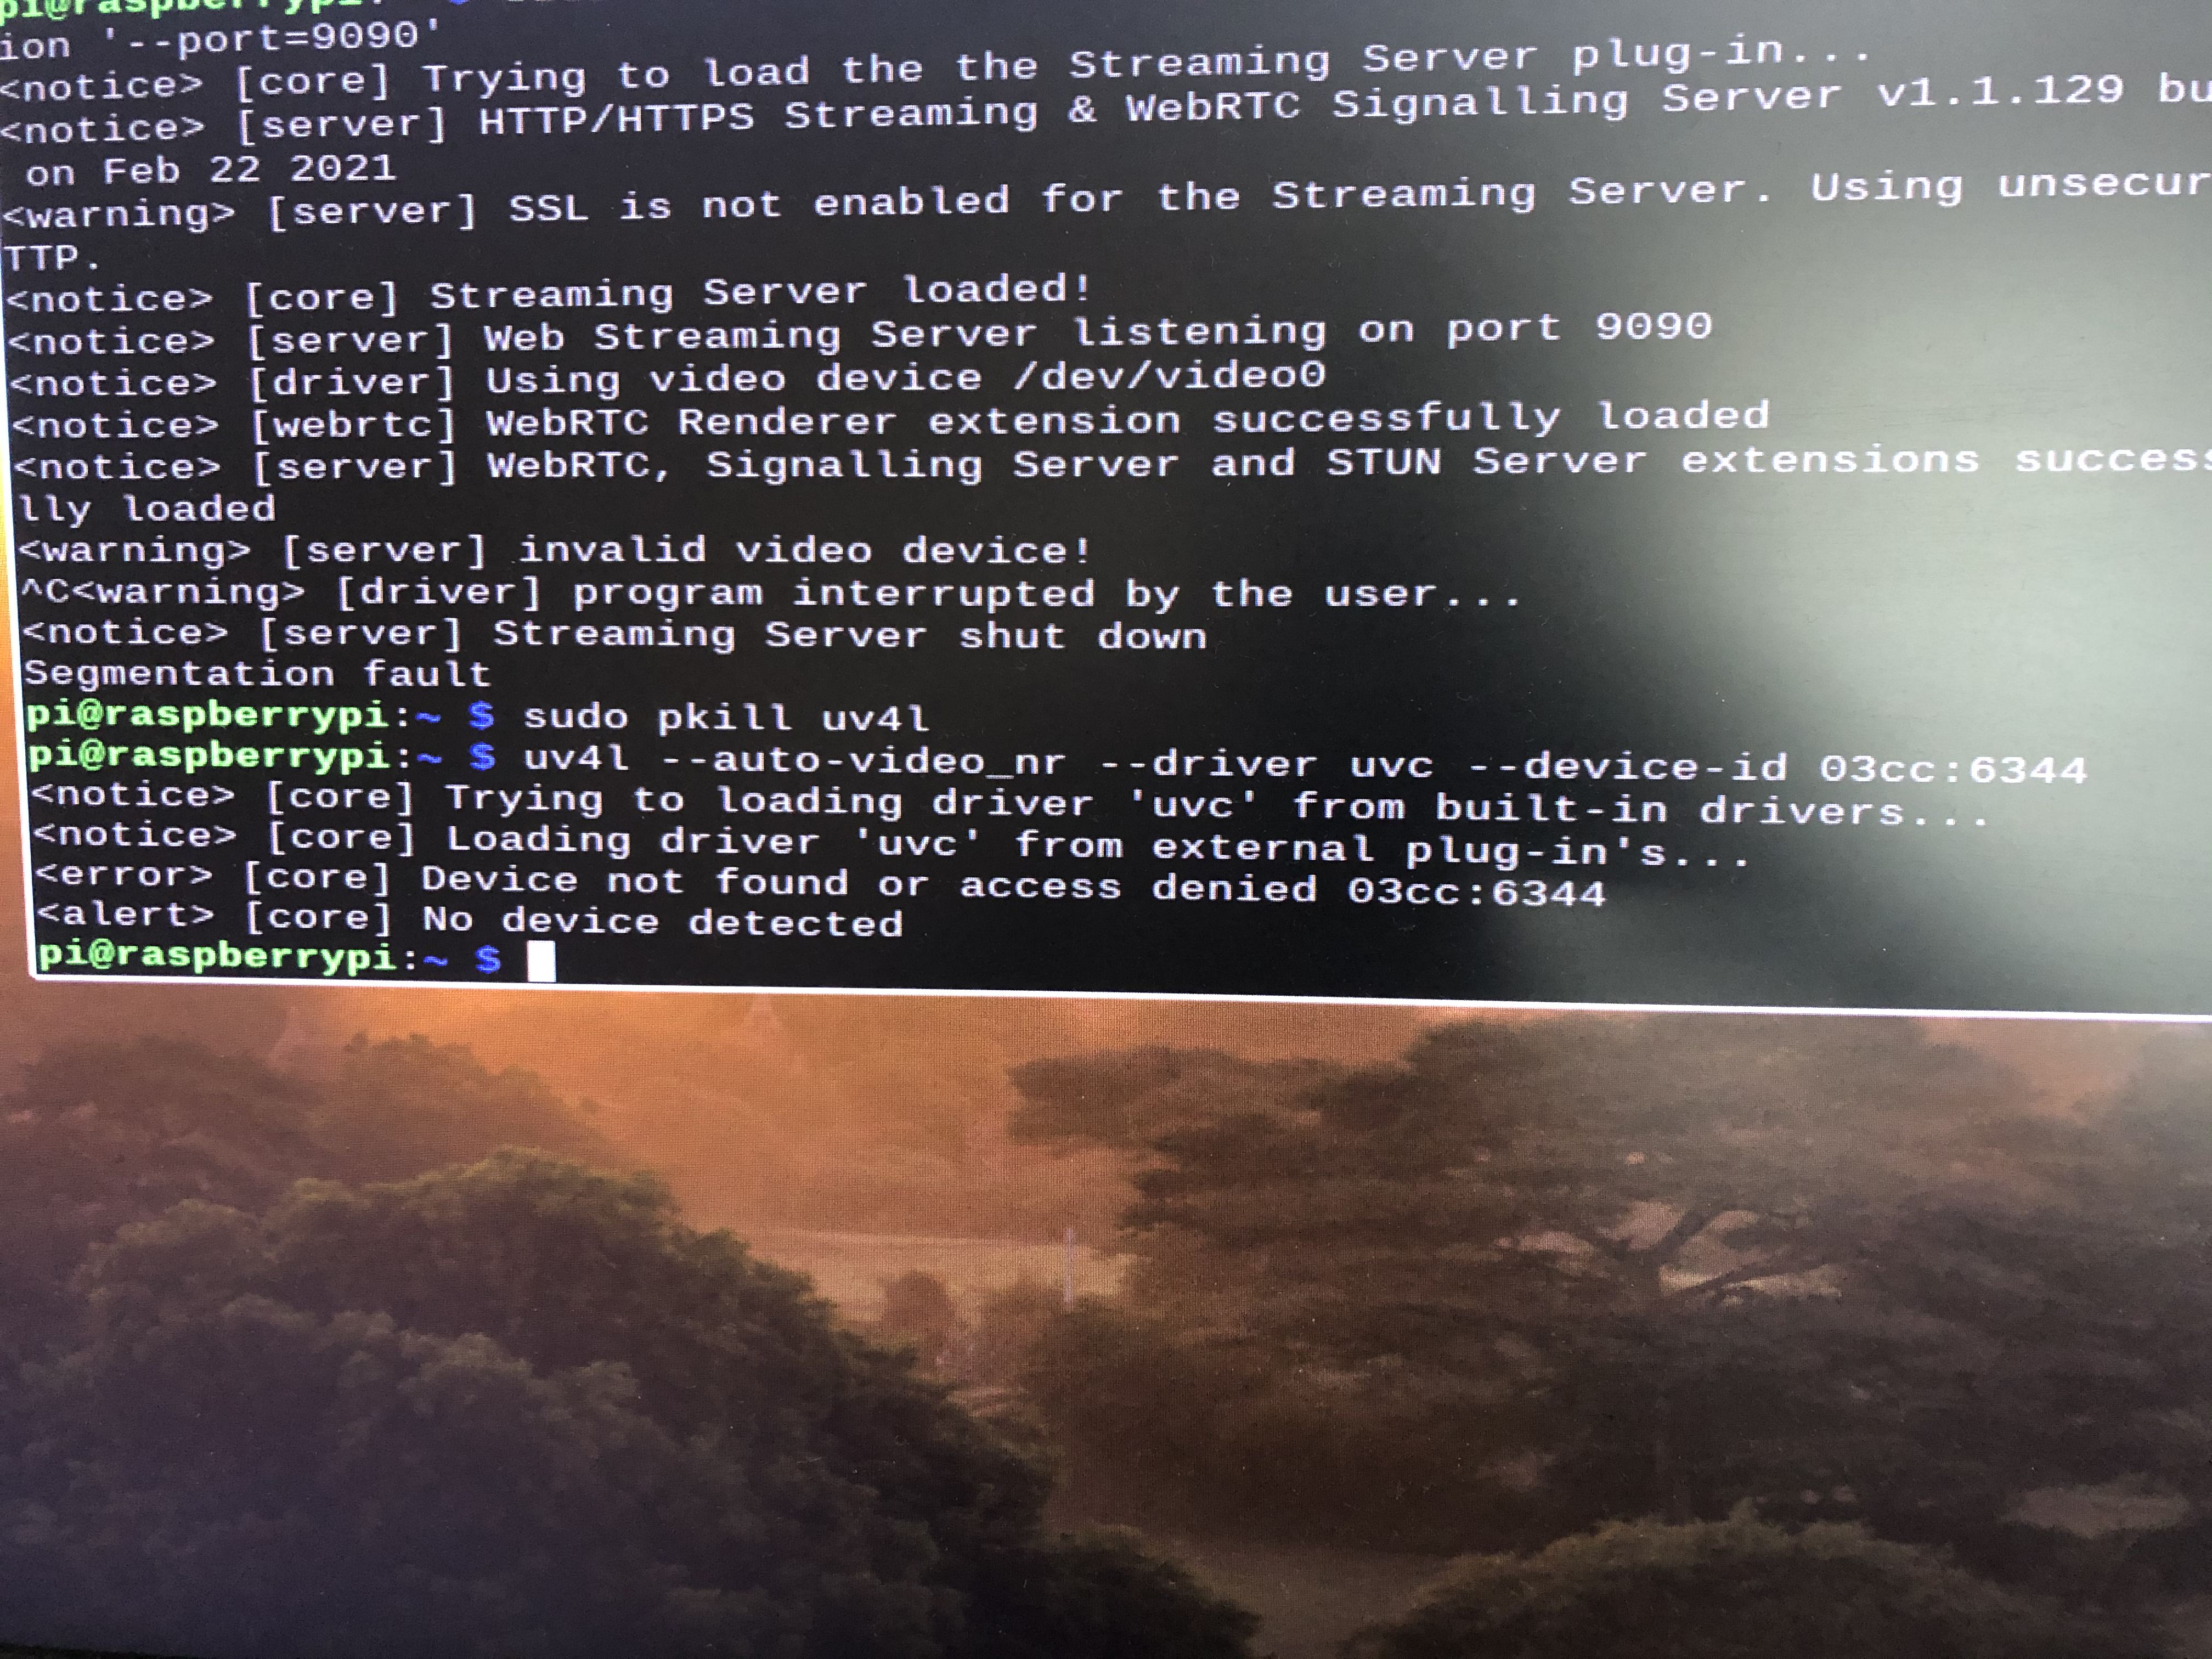 pi@raspberrypi:~ $
ion '--port=9090'
<notice> [core] Trying to load the the Streaming Server plug-in...
<notice> [server] HTTP/HTTPS Streaming & WebRTC Signalling Server v1.1.129 bu
on Feb 22 2021
<warning> [server] SSL is not enabled for the Streaming Server. Using unsecur
TTP.
<notice> [core] Streaming Server loaded!
<notice> [server] Web Streaming Server listening on port 9090
<notice> [driver] Using video device /dev/video0
<notice> [webrtc] WebRTC Renderer extension successfully loaded
<notice> [server] WebRTC, Signalling Server and STUN Server extensions success
lly loaded
<warning> [server] invalid video device!
^C<warning> [driver] program interrupted by the user...
<notice> [server] Streaming Server shut down
Segmentation fault
pi@raspberrypi:~ $ sudo pkill uv4l
pi@raspberrypi:~ $ uv4l --auto-video_nr --driver uvc --device-id 03cc:6344
<notice> [core] Trying to loading driver 'uvc' from built-in drivers...
<notice> [core] Loading driver 'uvc' from external plug-in's...
<error> [core] Device not found or access denied 03cc:6344
<alert> [core] No device detected
pi@raspberrypi:~ $